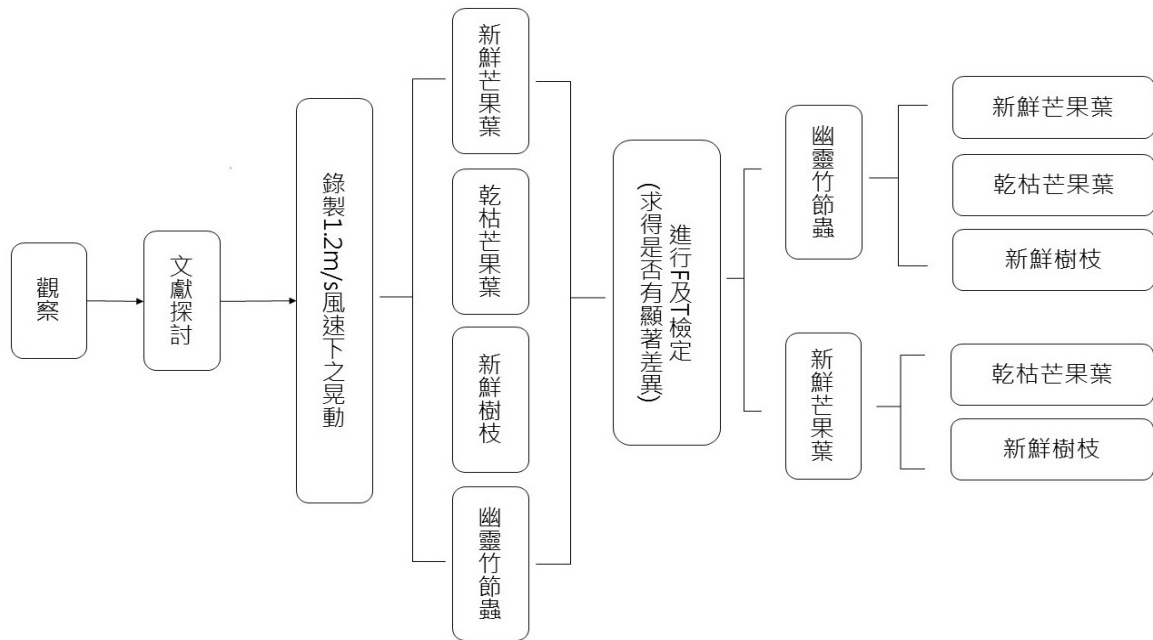 觀察
文獻探討
錄製1.2m/s風速下之晃動
新鮮芒果葉
乾枯芒果葉
新鮮樹枝
幽靈竹節蟲
進行F及T檢定
(求得是否有顯著差異)
幽靈竹節蟲
新鮮芒果葉
乾枯芒果葉
新鮮樹枝
新鮮芒果葉
乾枯芒果葉
新鮮樹枝